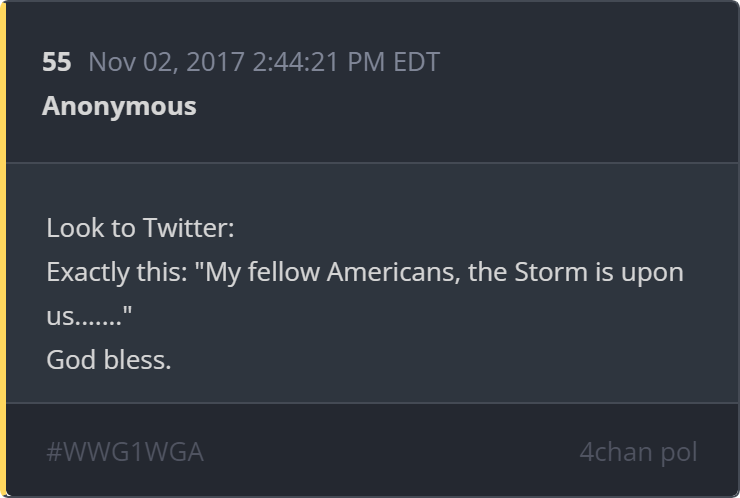 55 Nov 02, 2017 2:44:21 PM EDT
Anonymous
Look to Twitter:
Exactly this: "My fellow Americans, the Storm is upon
us......."
God bless.
#WWG1WGA 4chan pol